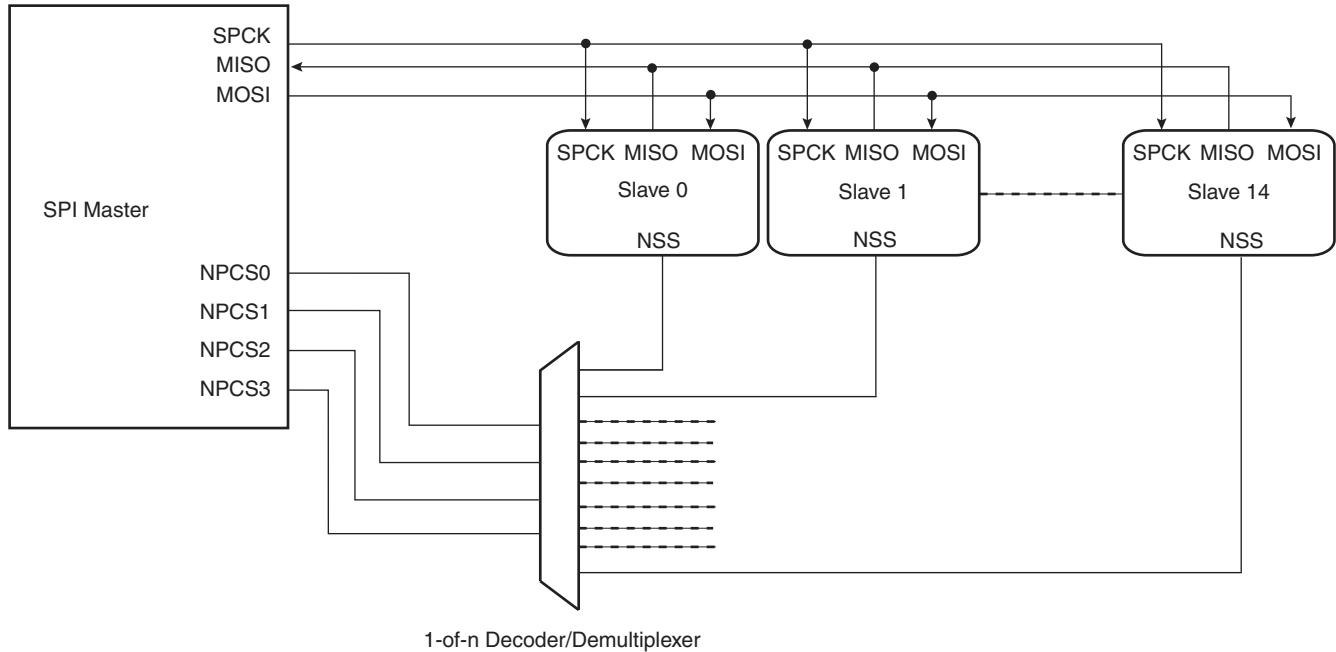 SPCK
MISO
MOSI
SPI Master
NPCS0
NPCS1
NPCS2
NPCS3
SPCK MISO MOSI
Slave 0
NSS
SPCK MISO MOSI
Slave 1
NSS
SPCK MISO MOSI
Slave 14
NSS
1-of-n Decoder/Demultiplexer